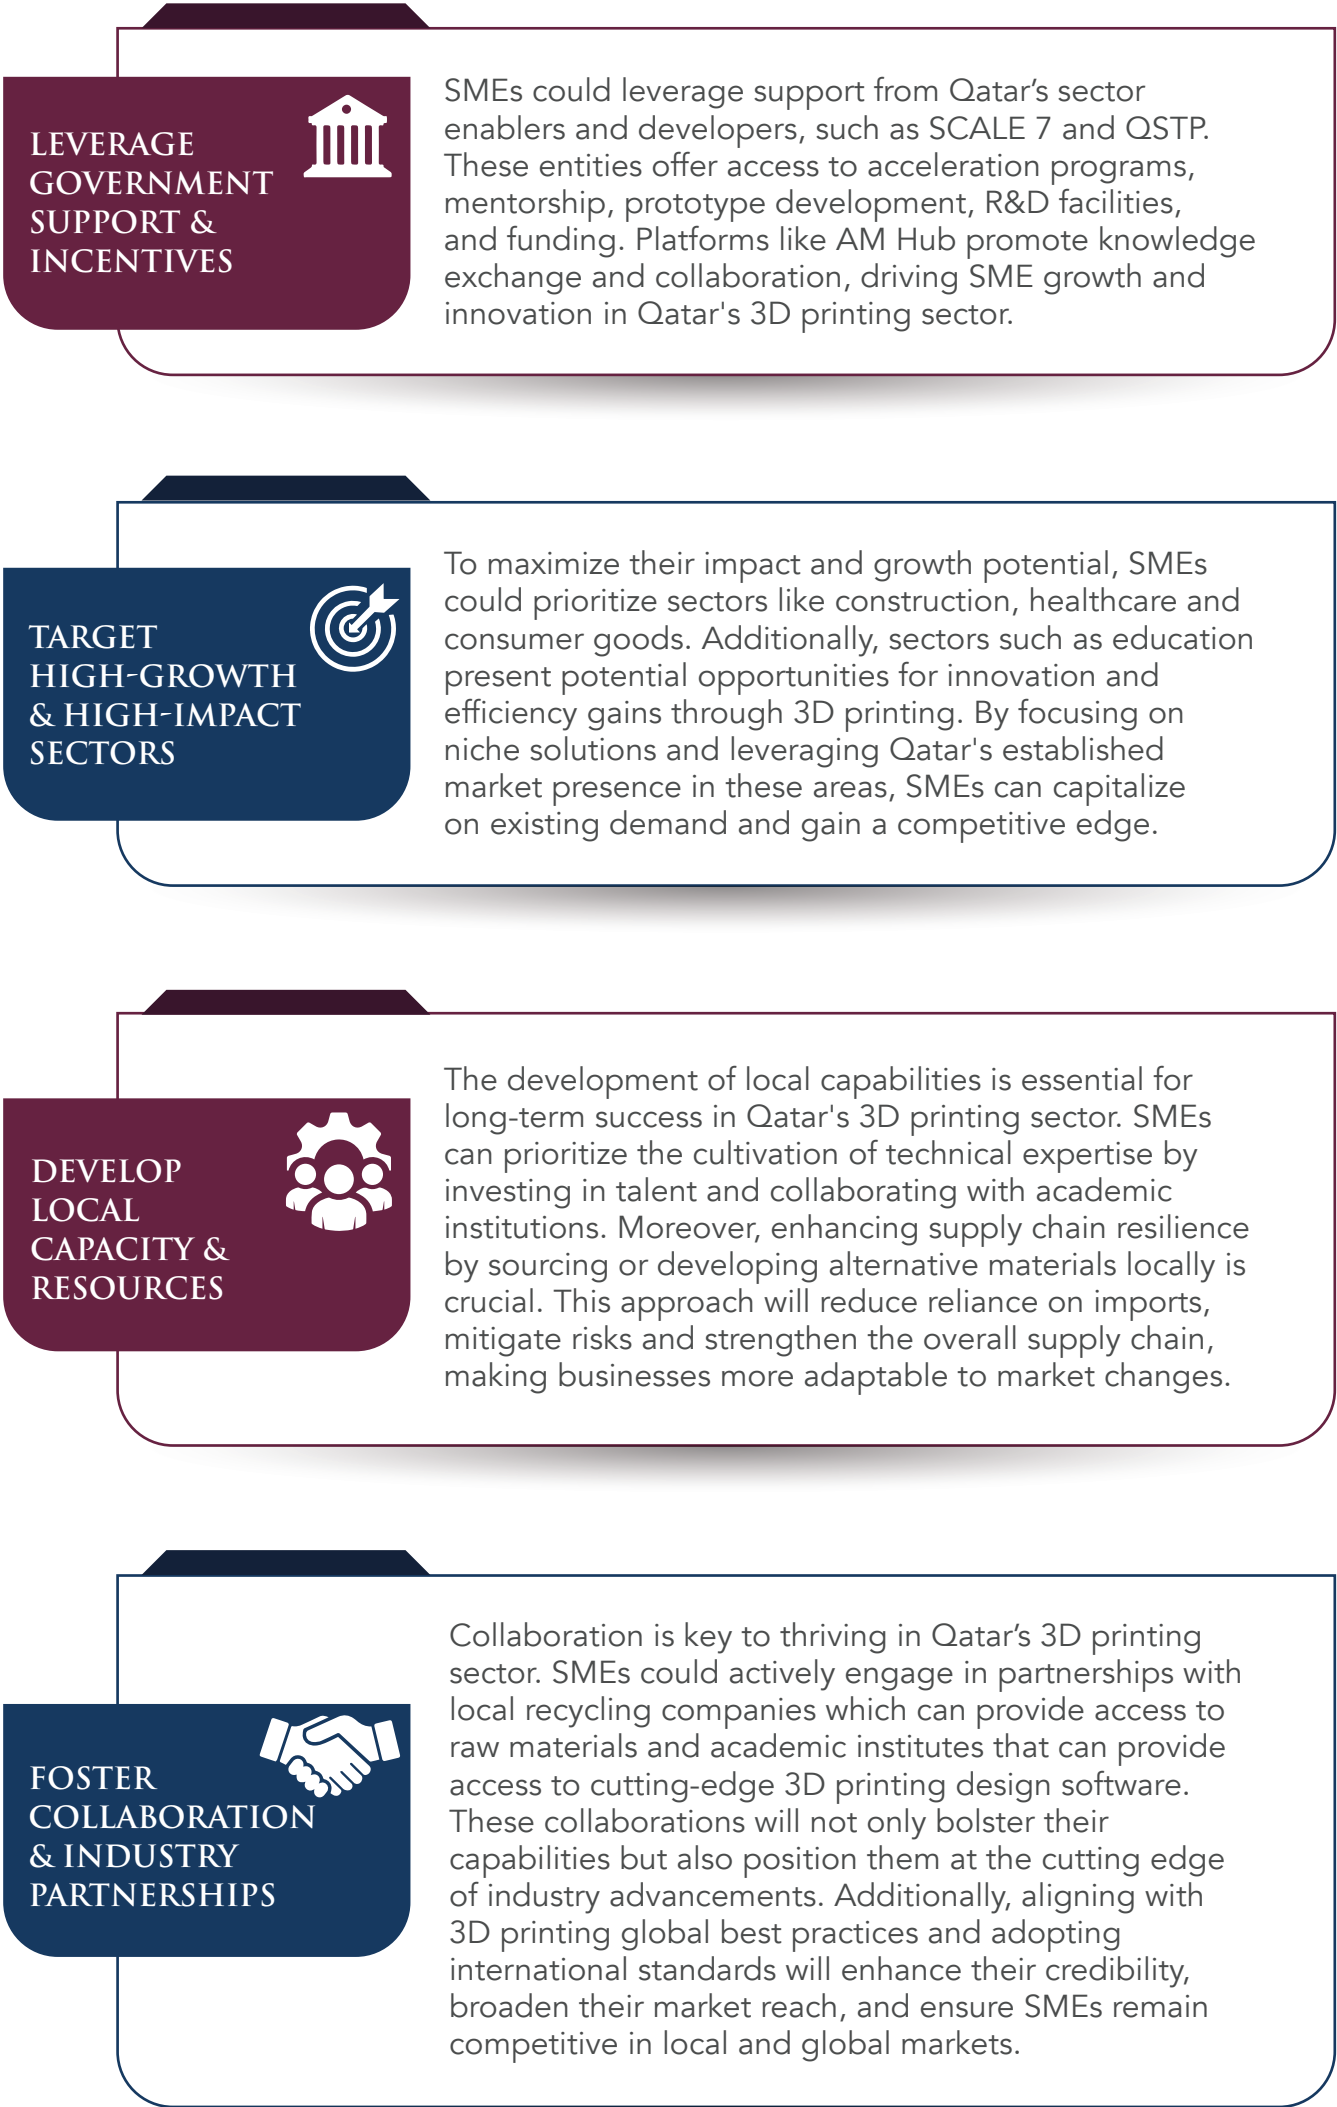 LEVERAGE
GOVERNMENT
SUPPORT &
INCENTIVES
SMEs could leverage support from Qatar’s sector
enablers and developers, such as SCALE 7 and QSTP.
These entities offer access to acceleration programs,
mentorship, prototype development, R&D facilities,
and funding. Platforms like AM Hub promote knowledge
exchange and collaboration, driving SME growth and
innovation in Qatar's 3D printing sector.
TARGET
HIGH-GROWTH
& HIGH-IMPACT
SECTORS
To maximize their impact and growth potential, SMEs
could prioritize sectors like construction, healthcare and
consumer goods. Additionally, sectors such as education
present potential opportunities for innovation and
efficiency gains through 3D printing. By focusing on
niche solutions and leveraging Qatar's established
market presence in these areas, SMEs can capitalize
on existing demand and gain a competitive edge.
DEVELOP
LOCAL
CAPACITY &
RESOURCES
The development of local capabilities is essential for
long-term success in Qatar's 3D printing sector. SMEs
can prioritize the cultivation of technical expertise by
investing in talent and collaborating with academic
institutions. Moreover, enhancing supply chain resilience
by sourcing or developing alternative materials locally is
crucial. This approach will reduce reliance on imports,
mitigate risks and strengthen the overall supply chain,
making businesses more adaptable to market changes.
FOSTER
COLLABORATION
& INDUSTRY
PARTNERSHIPS
Collaboration is key to thriving in Qatar’s 3D printing
sector. SMEs could actively engage in partnerships with
local recycling companies which can provide access to
raw materials and academic institutes that can provide
access to cutting-edge 3D printing design software.
These collaborations will not only bolster their
capabilities but also position them at the cutting edge
of industry advancements. Additionally, aligning with
3D printing global best practices and adopting
international standards will enhance their credibility,
broaden their market reach, and ensure SMEs remain
competitive in local and global markets.